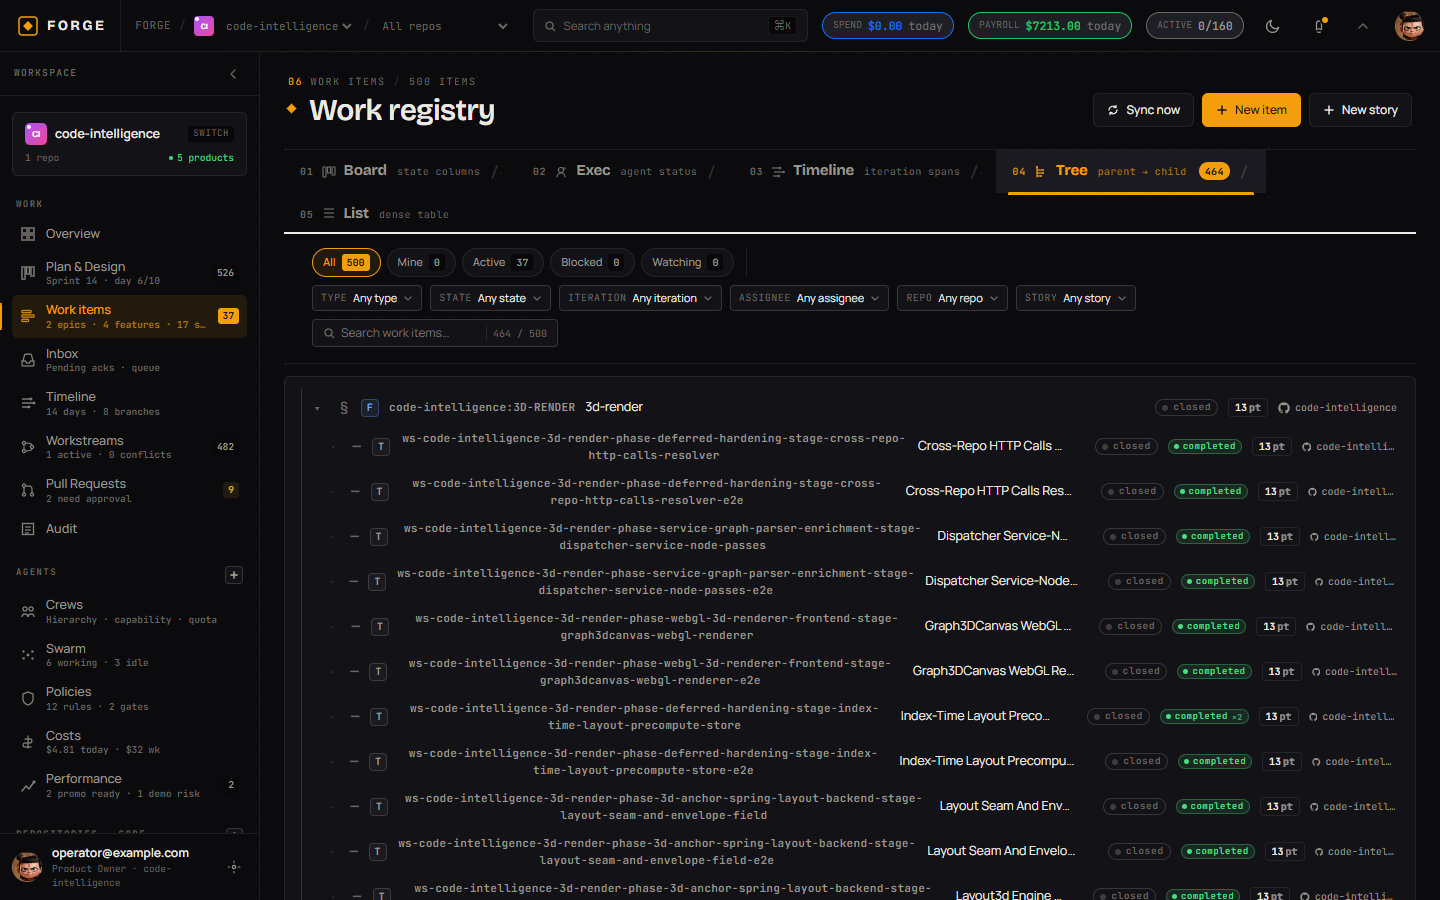 FORGE
FORGE / CI code-intelligence / All repos
Search anything ⌘K
SPEND $0.00 today
PAYROLL $7213.00 today
ACTIVE 0/160
WORKSPACE
CI code-intelligence SWITCH
1 repo 5 products
WORK
Overview
Plan & Design 526
Sprint 14 · day 6/10
Work items 37
2 epics · 4 features · 17 s…
Inbox
Pending acks · queue
Timeline
14 days · 8 branches
Workstreams 482
1 active · 0 conflicts
Pull Requests 9
2 need approval
Audit
AGENTS +
Crews
Hierarchy · capability · quota
Swarm
6 working · 3 idle
Policies
12 rules · 2 gates
Costs
$4.81 today · $32 wk
Performance 2
2 promo ready · 1 demo risk
operator@example.com
Product Owner · code-
intelligence
06 WORK ITEMS / 500 ITEMS
Work registry
Sync now
+ New item
+ New story
01 Board state columns /
02 Exec agent status /
03 Timeline iteration spans /
04 Tree parent → child 464 /
05 List dense table
All 500 Mine 0 Active 37 Blocked 0 Watching 0
TYPE Any type STATE Any state ITERATION Any iteration ASSIGNEE Any assignee REPO Any repo STORY Any story
Search work items… 464 / 500
§ F code-intelligence:3D-RENDER 3d-render closed 13 pt code-intelligence
T ws-code-intelligence-3d-render-phase-deferred-hardening-stage-cross-repo-
http-calls-resolver Cross-Repo HTTP Calls … closed completed 13 pt code-intelli…
T ws-code-intelligence-3d-render-phase-deferred-hardening-stage-cross-
repo-http-calls-resolver-e2e Cross-Repo HTTP Calls Res… closed completed 13 pt code-intell…
T ws-code-intelligence-3d-render-phase-service-graph-parser-enrichment-stage-
dispatcher-service-node-passes Dispatcher Service-N… closed completed 13 pt code-intell…
T ws-code-intelligence-3d-render-phase-service-graph-parser-enrichment-stage-
dispatcher-service-node-passes-e2e Dispatcher Service-Node… closed completed 13 pt code-intel…
T ws-code-intelligence-3d-render-phase-webgl-3d-renderer-frontend-stage-
graph3dcanvas-webgl-renderer Graph3DCanvas WebGL … closed completed 13 pt code-intell…
T ws-code-intelligence-3d-render-phase-webgl-3d-renderer-frontend-stage-
graph3dcanvas-webgl-renderer-e2e Graph3DCanvas WebGL Re… closed completed 13 pt code-intell…
T ws-code-intelligence-3d-render-phase-deferred-hardening-stage-index-
time-layout-precompute-store Index-Time Layout Preco… closed completed ×2 13 pt code-intell…
T ws-code-intelligence-3d-render-phase-deferred-hardening-stage-index-
time-layout-precompute-store-e2e Index-Time Layout Precompu… closed completed 13 pt code-intel…
T ws-code-intelligence-3d-render-phase-3d-anchor-spring-layout-backend-stage-
layout-seam-and-envelope-field Layout Seam And Env… closed completed 13 pt code-intell…
T ws-code-intelligence-3d-render-phase-3d-anchor-spring-layout-backend-stage-
layout-seam-and-envelope-field-e2e Layout Seam And Envelo… closed completed 13 pt code-intel…
T ws-code-intelligence-3d-render-phase-3d-anchor-spring-layout-backend-stage-
Layout3d Engine … closed completed 13 pt code-intelli…